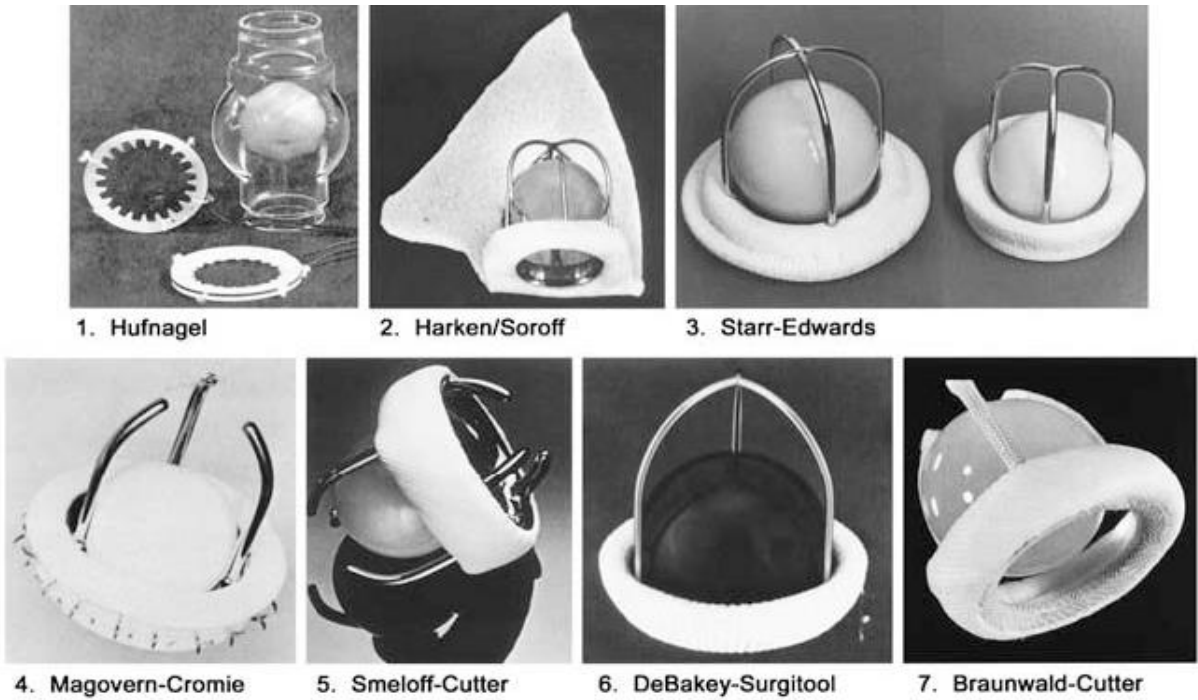 1. Hufnagel
2. Harken/Soroff
3. Starr-Edwards
4. Magovern-Cromie
5. Smeloff-Cutter
6. DeBakey-Surgitool
7. Braunwald-Cutter